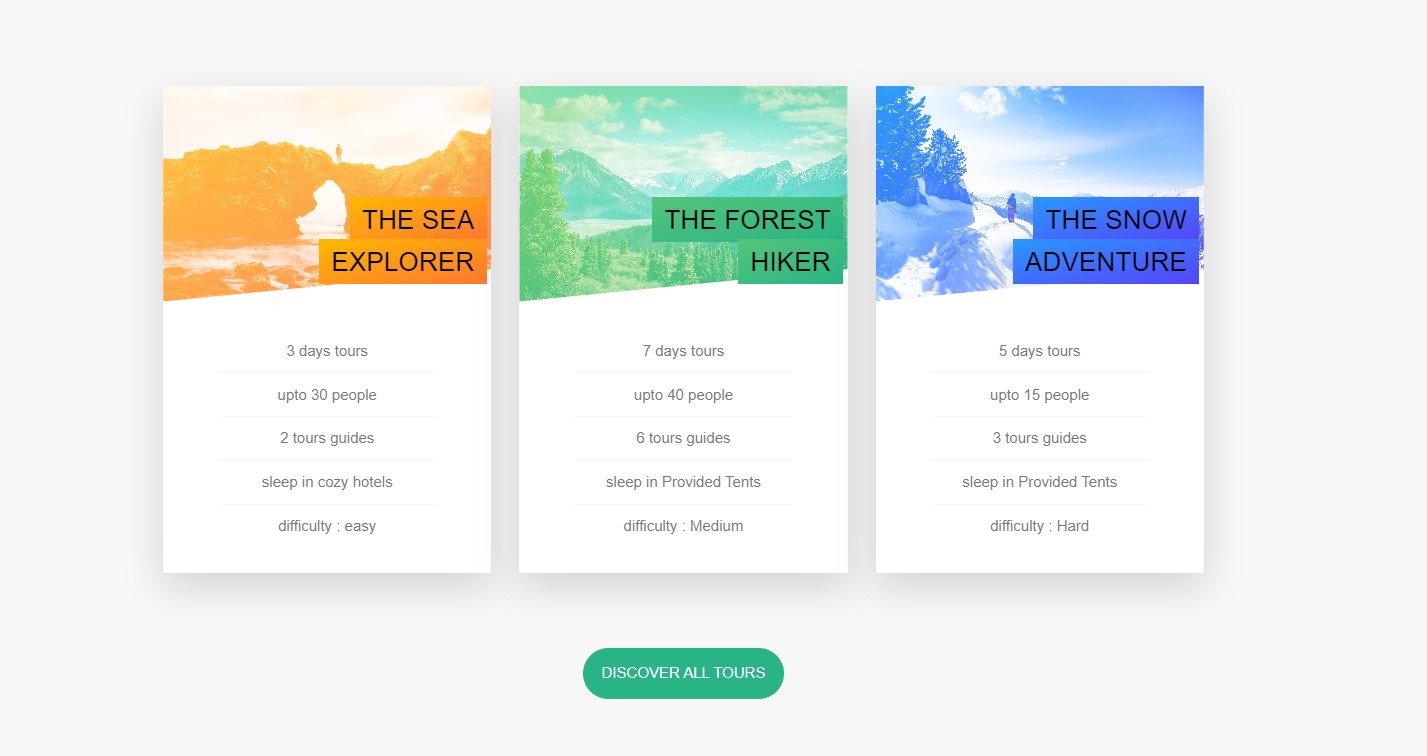 THE SEA
EXPLORER
3 days tours
upto 30 people
2 tours guides
sleep in cozy hotels
difficulty : easy
THE FOREST
HIKER
7 days tours
upto 40 people
6 tours guides
sleep in Provided Tents
difficulty : Medium
THE SNOW
ADVENTURE
5 days tours
upto 15 people
3 tours guides
sleep in Provided Tents
difficulty : Hard
DISCOVER ALL TOURS